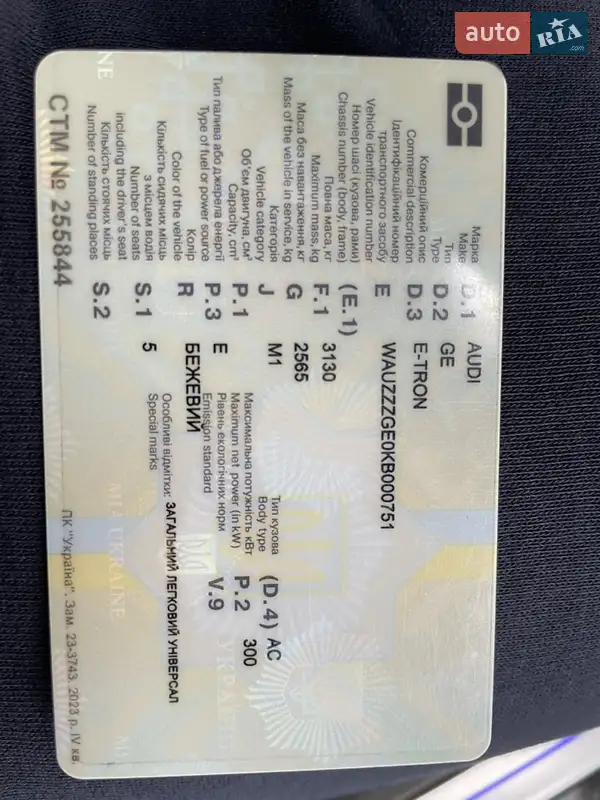 auto RIA .com
Марка
Make D.1 AUDI
Тип
Type D.2 GE
Комерційний опис
Commercial description D.3 E-TRON
Ідентифікаційний номер
транспортного засобу
Vehicle identification number E WAUZZZGE0KB000751
Номер шасі (кузова, рами)
Chassis number (body, frame) (E.1)
Повна маса, кг
Maximum mass, kg F.1 3130
Маса без навантаження, кг
Mass of the vehicle in service, kg G 2565
Категорія
Vehicle category J M1
Тип кузова
Body type (D.4) AC
Об'єм двигуна, см³
Capacity, cm³ P.1
Максимальна потужність кВт
Maximum net power (in kW) P.2 300
Тип палива або джерела енергії
Type of fuel or power source P.3 E
Рівень екологічних норм
Emission standard V.9
Колір
Color of the vehicle R БЕЖЕВИЙ
Кількість сидячих місць
з місцем водія
Number of seats
including the driver's seat S.1 5
Особливі відмітки: ЗАГАЛЬНИЙ ЛЕГКОВИЙ УНІВЕРСАЛ
Special marks
Кількість стоячих місць
Number of standing places S.2
СТМ № 255844
ПК "Україна". Зам. 23-3743. 2023 р. IV кв.